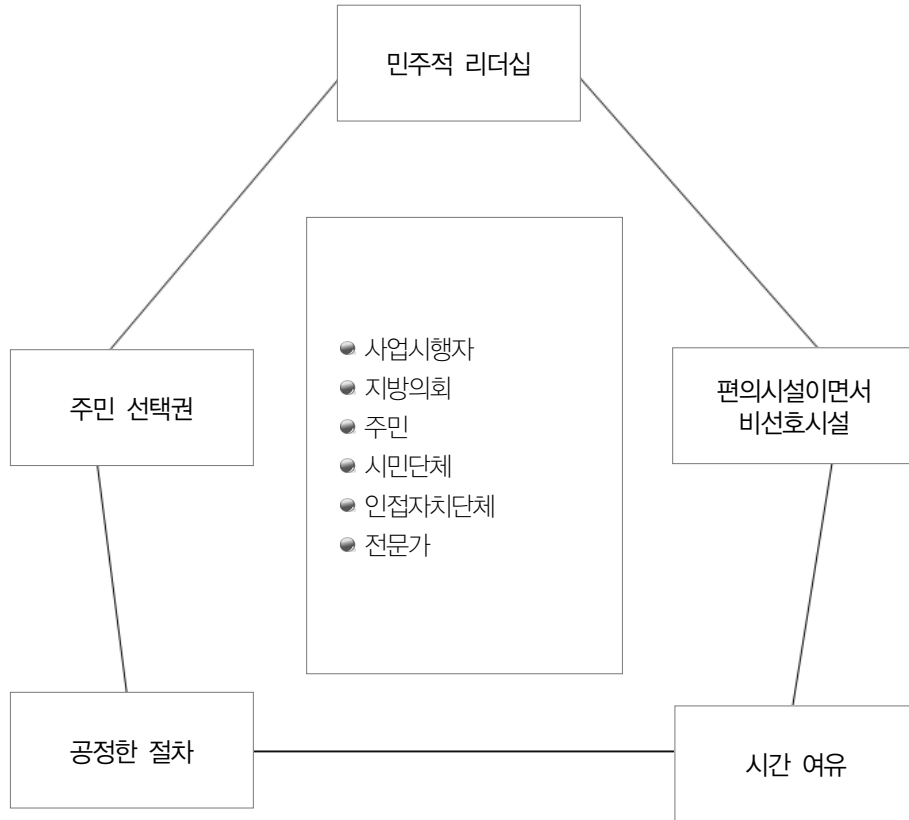 민주적 리더십
주민 선택권
편의시설이면서
비선호시설
사업시행자
지방의회
주민
시민단체
인접자치단체
전문가
공정한 절차
시간 여유